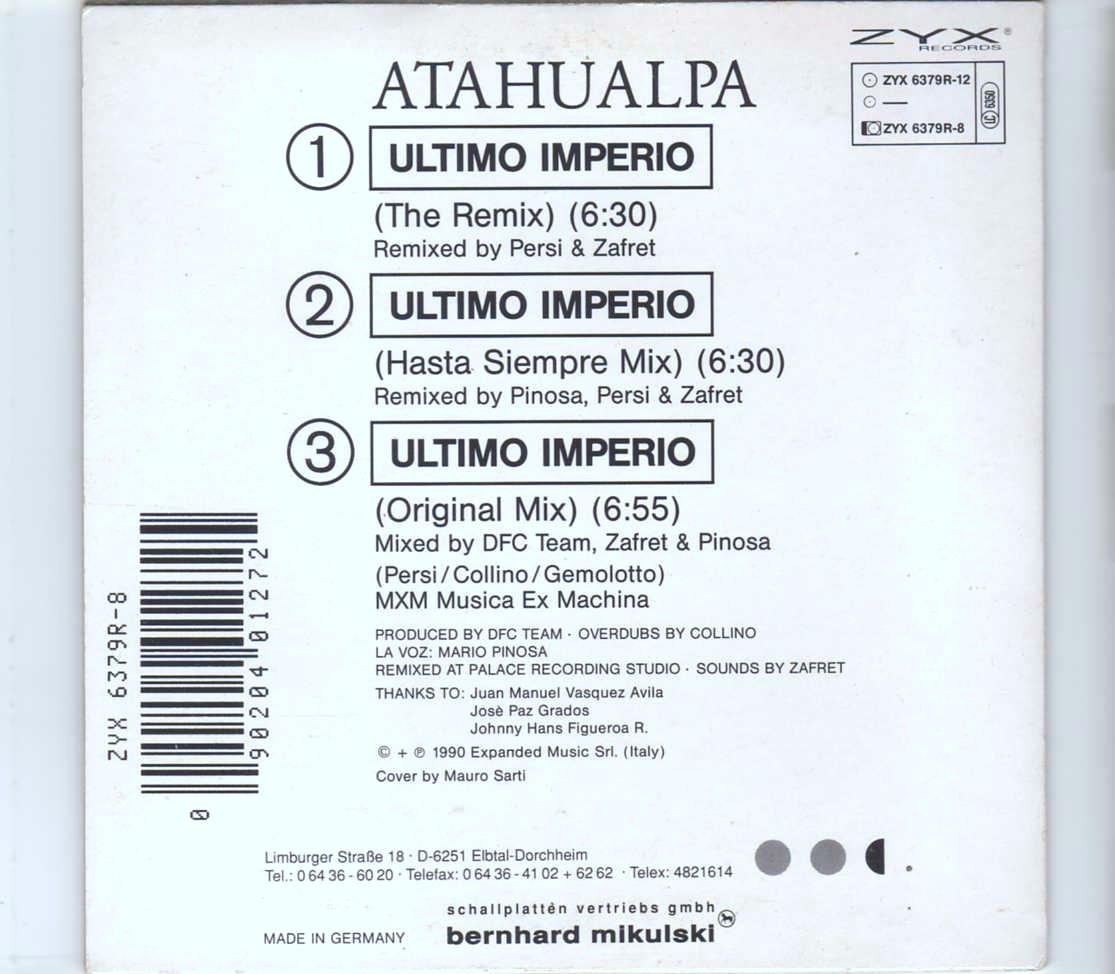 ZYX®
RECORDS
ATAHUALPA
ZYX 6379R-12
—
ZYX 6379R-8
LC 6350
1 ULTIMO IMPERIO
(The Remix) (6:30)
Remixed by Persi & Zafret
2 ULTIMO IMPERIO
(Hasta Siempre Mix) (6:30)
Remixed by Pinosa, Persi & Zafret
3 ULTIMO IMPERIO
(Original Mix) (6:55)
Mixed by DFC Team, Zafret & Pinosa
(Persi/Collino/Gemolotto)
MXM Musica Ex Machina
PRODUCED BY DFC TEAM · OVERDUBS BY COLLINO
LA VOZ: MARIO PINOSA
REMIXED AT PALACE RECORDING STUDIO · SOUNDS BY ZAFRET
THANKS TO: Juan Manuel Vasquez Avila
Josè Paz Grados
Johnny Hans Figueroa R.
© + ℗ 1990 Expanded Music Srl. (Italy)
Cover by Mauro Sarti
ZYX 6379R-8
0 90204 01272
Limburger Straße 18 · D-6251 Elbtal-Dorchheim
Tel.: 0 64 36 - 60 20 · Telefax: 0 64 36 - 41 02 + 62 62 · Telex: 4821614
schallplatten vertriebs gmbh
MADE IN GERMANY bernhard mikulski